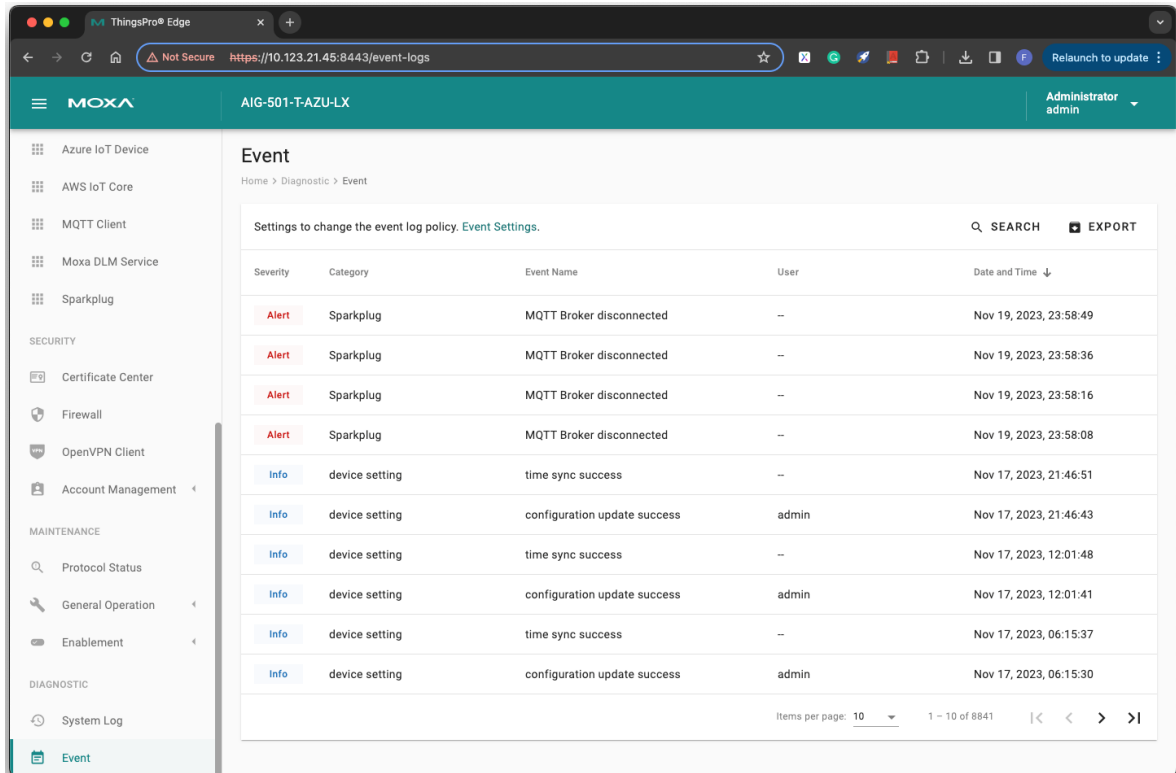 ThingsPro® Edge
Not Secure https://10.123.21.45:8443/event-logs Relaunch to update
MOXA AIG-501-T-AZU-LX Administrator
admin
Azure IoT Device
AWS IoT Core
MQTT Client
Moxa DLM Service
Sparkplug
SECURITY
Certificate Center
Firewall
VPN OpenVPN Client
Account Management
MAINTENANCE
Protocol Status
General Operation
Enablement
DIAGNOSTIC
System Log
Event
Event
Home > Diagnostic > Event
Settings to change the event log policy. Event Settings. SEARCH EXPORT
Severity Category Event Name User Date and Time
Alert Sparkplug MQTT Broker disconnected -- Nov 19, 2023, 23:58:49
Alert Sparkplug MQTT Broker disconnected -- Nov 19, 2023, 23:58:36
Alert Sparkplug MQTT Broker disconnected -- Nov 19, 2023, 23:58:16
Alert Sparkplug MQTT Broker disconnected -- Nov 19, 2023, 23:58:08
Info device setting time sync success -- Nov 17, 2023, 21:46:51
Info device setting configuration update success admin Nov 17, 2023, 21:46:43
Info device setting time sync success -- Nov 17, 2023, 12:01:48
Info device setting configuration update success admin Nov 17, 2023, 12:01:41
Info device setting time sync success -- Nov 17, 2023, 06:15:37
Info device setting configuration update success admin Nov 17, 2023, 06:15:30
Items per page: 10 1 – 10 of 8841